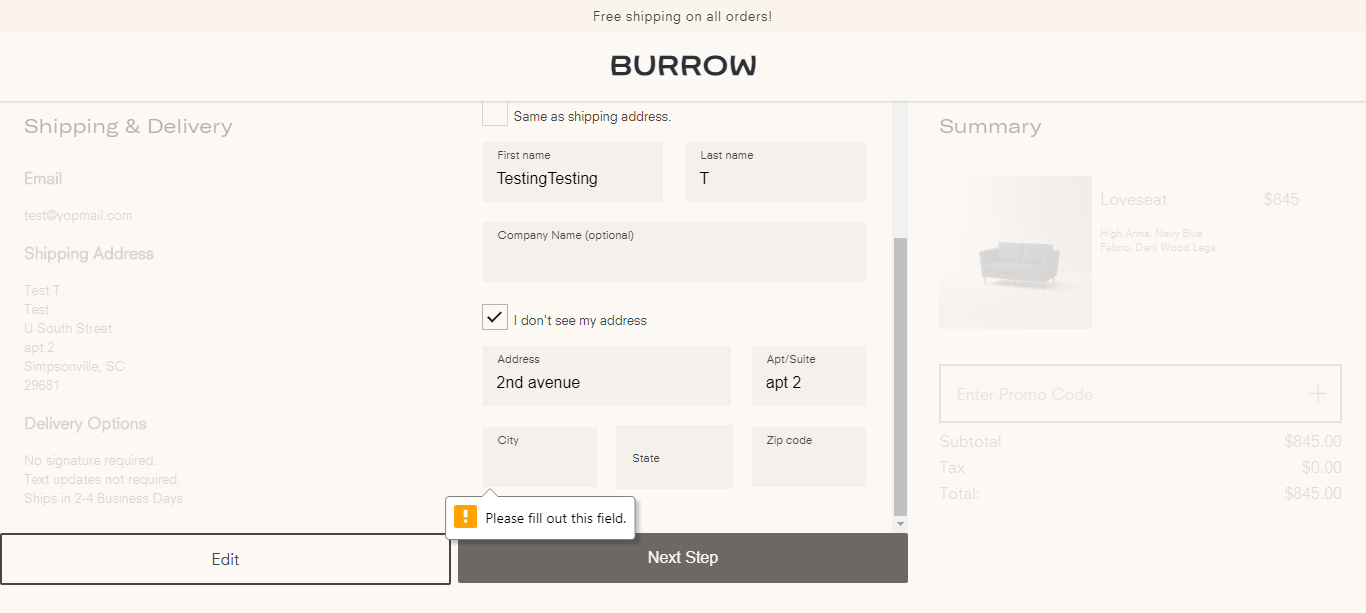 Free shipping on all orders!
BURROW
Shipping & Delivery
Email
test@yopmail.com
Shipping Address
Test T
Test
U South Street
apt 2
Simpsonville, SC
29681
Delivery Options
No signature required.
Text updates not required.
Ships in 2-4 Business Days
Edit
Same as shipping address.
First name
TestingTesting
Last name
T
Company Name (optional)
I don't see my address
Address
2nd avenue
Apt/Suite
apt 2
City
State
Zip code
Please fill out this field.
Next Step
Summary
Loveseat $845
High Arms, Navy Blue
Fabric, Dark Wood Legs
Enter Promo Code
Subtotal $845.00
Tax $0.00
Total: $845.00